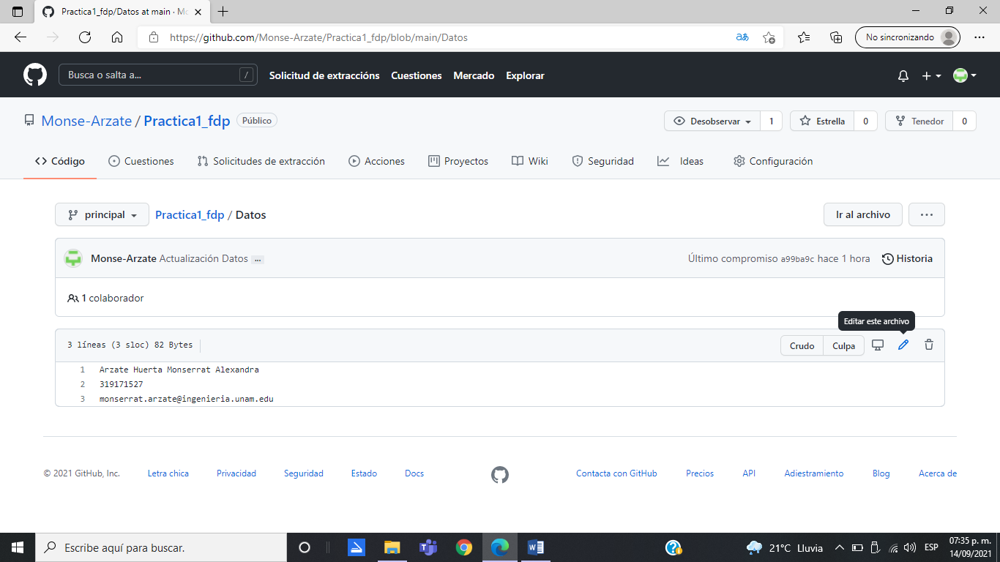 Practica1_fdp/Datos at main · Mo
https://github.com/Monse-Arzate/Practica1_fdp/blob/main/Datos
aあ
No sincronizando
Busca o salta a...
/
Solicitud de extraccións
Cuestiones
Mercado
Explorar
Monse-Arzate / Practica1_fdp
Público
Desobservar
1
Estrella
0
Tenedor
0
Código
Cuestiones
Solicitudes de extracción
Acciones
Proyectos
Wiki
Seguridad
Ideas
Configuración
principal
Practica1_fdp / Datos
Ir al archivo
Monse-Arzate Actualización Datos ...
Último compromiso a99ba9c hace 1 hora
Historia
1 colaborador
Editar este archivo
3 líneas (3 sloc) 82 Bytes
Crudo
Culpa
1 Arzate Huerta Monserrat Alexandra
2 319171527
3 monserrat.arzate@ingenieria.unam.edu
© 2021 GitHub, Inc.
Letra chica
Privacidad
Seguridad
Estado
Docs
Contacta con GitHub
Precios
API
Adiestramiento
Blog
Acerca de
Escribe aquí para buscar.
21°C Lluvia
ESP
07:35 p. m.
14/09/2021